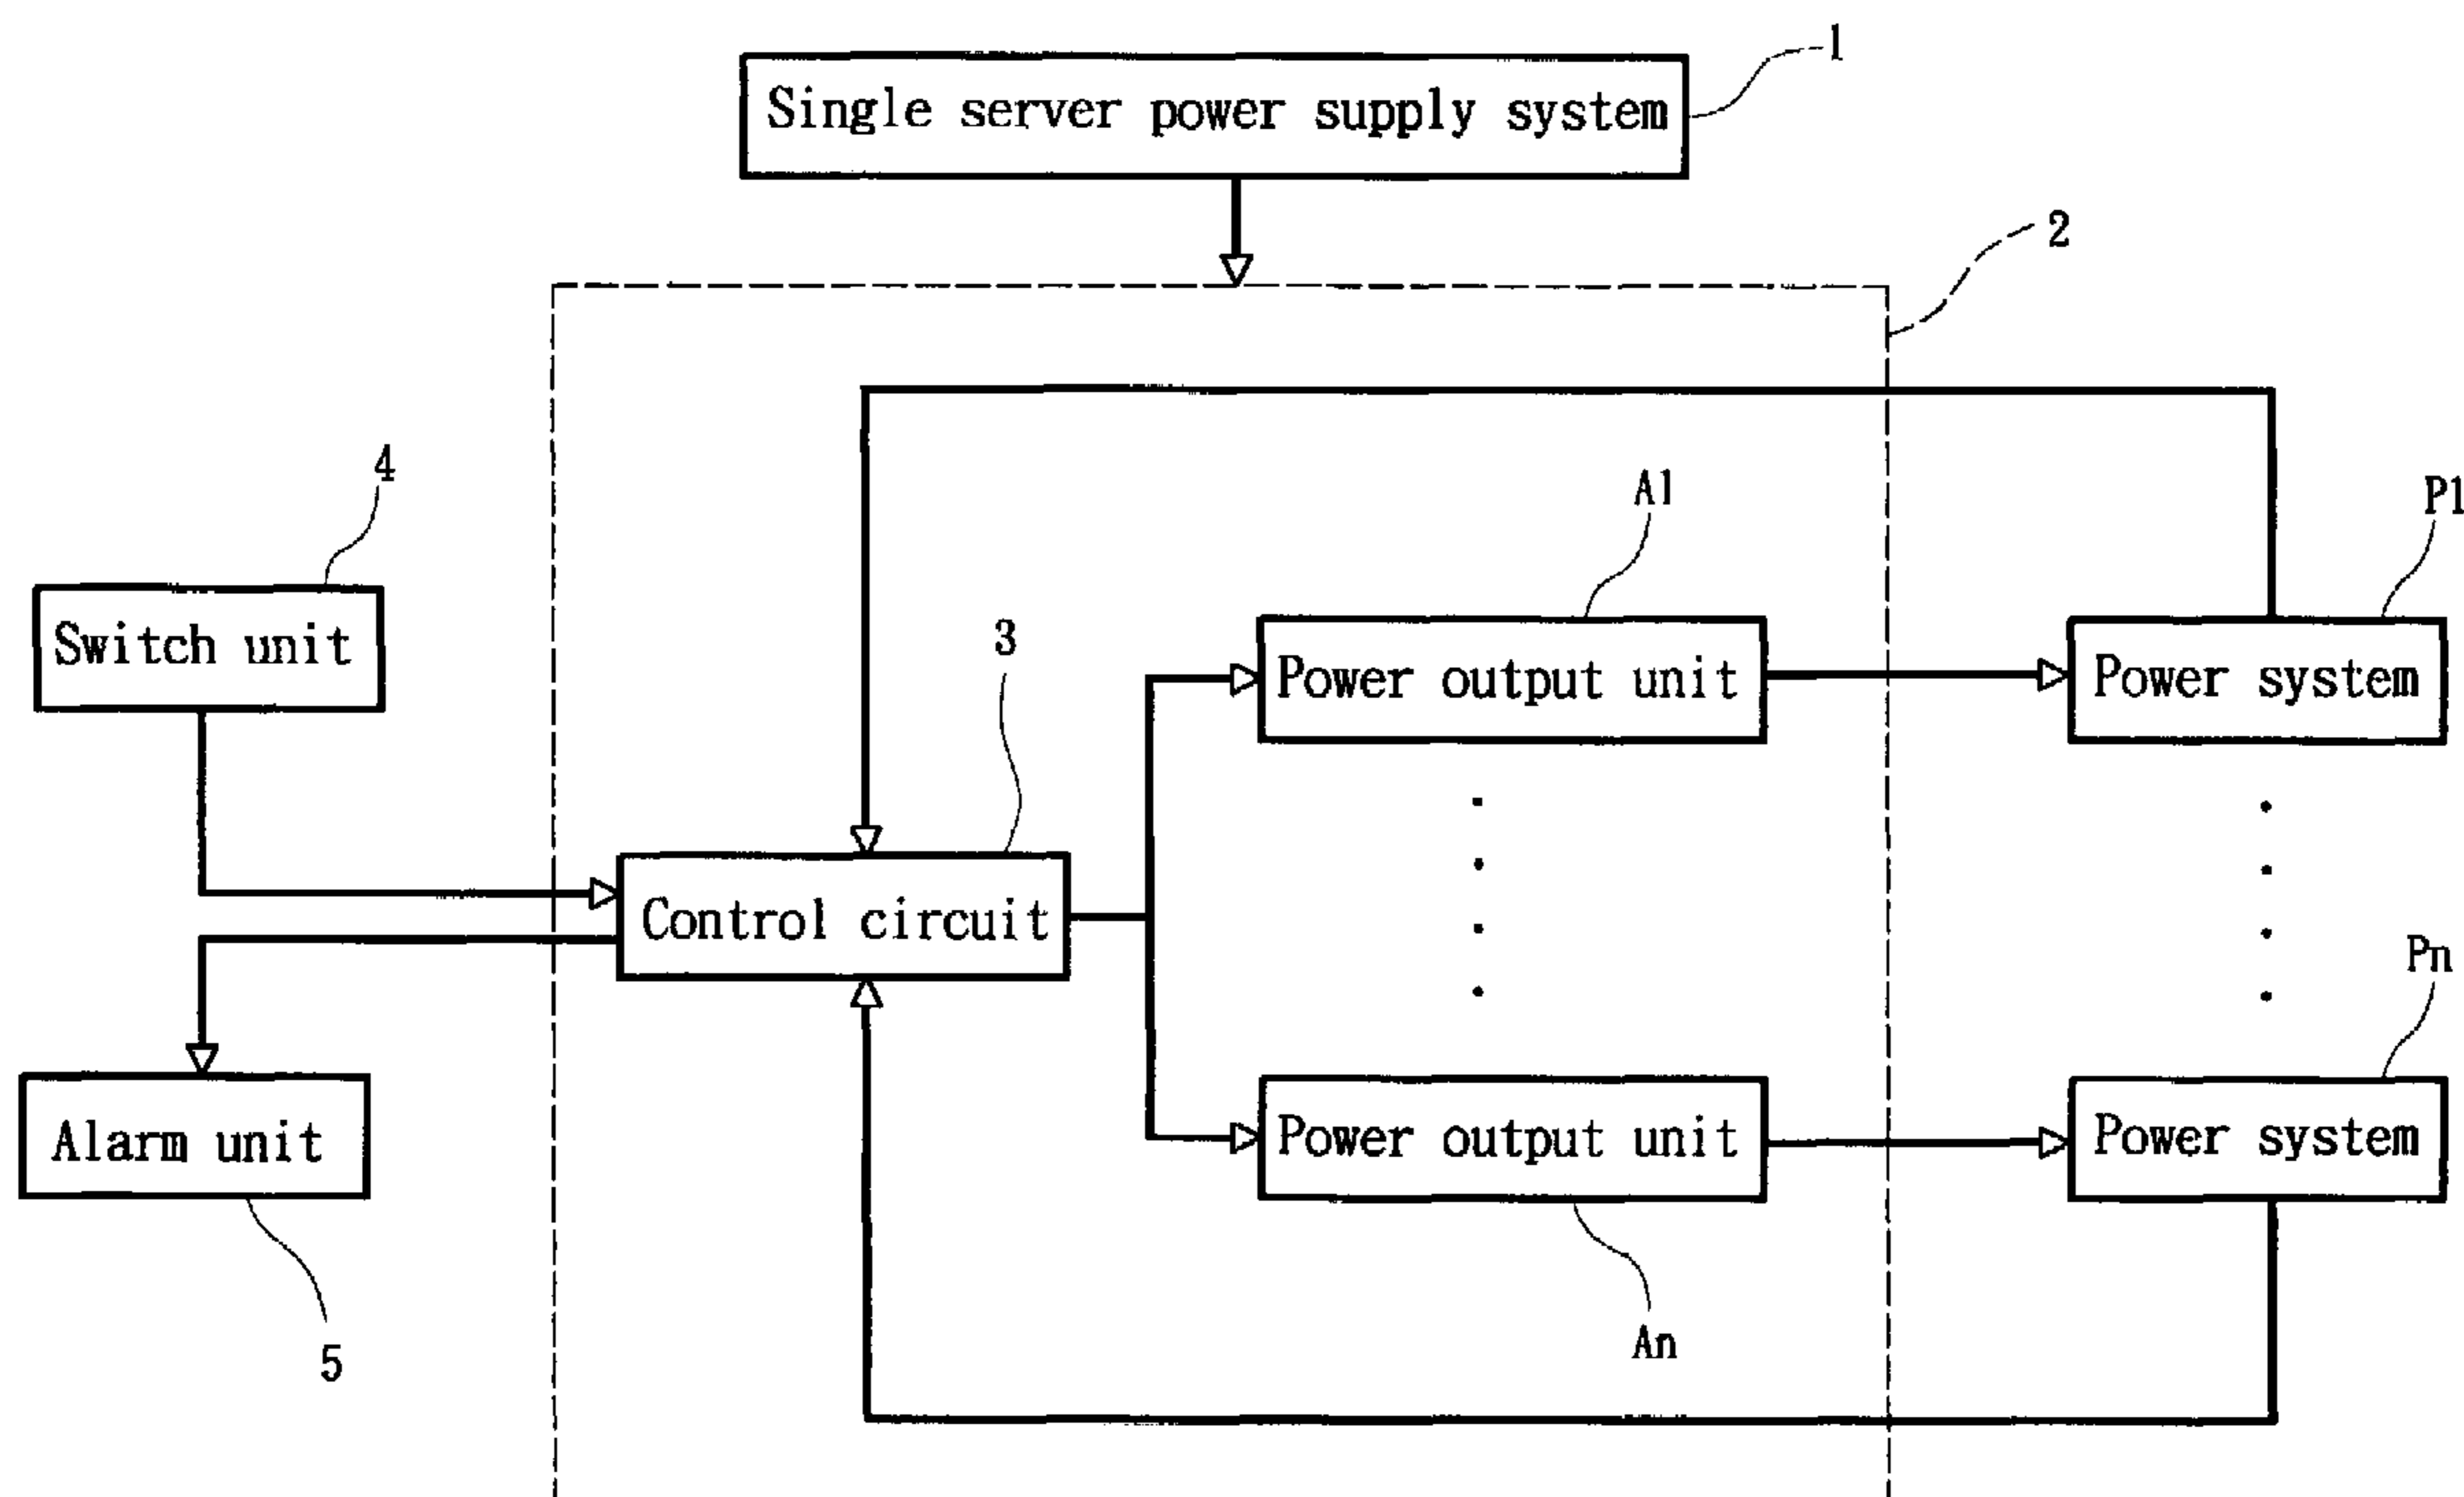 1
Single server power supply system
2
4
A1
P1
Switch unit
3
Power output unit
Power system
Control circuit
Pn
Alarm unit
Power output unit
Power system
5
An